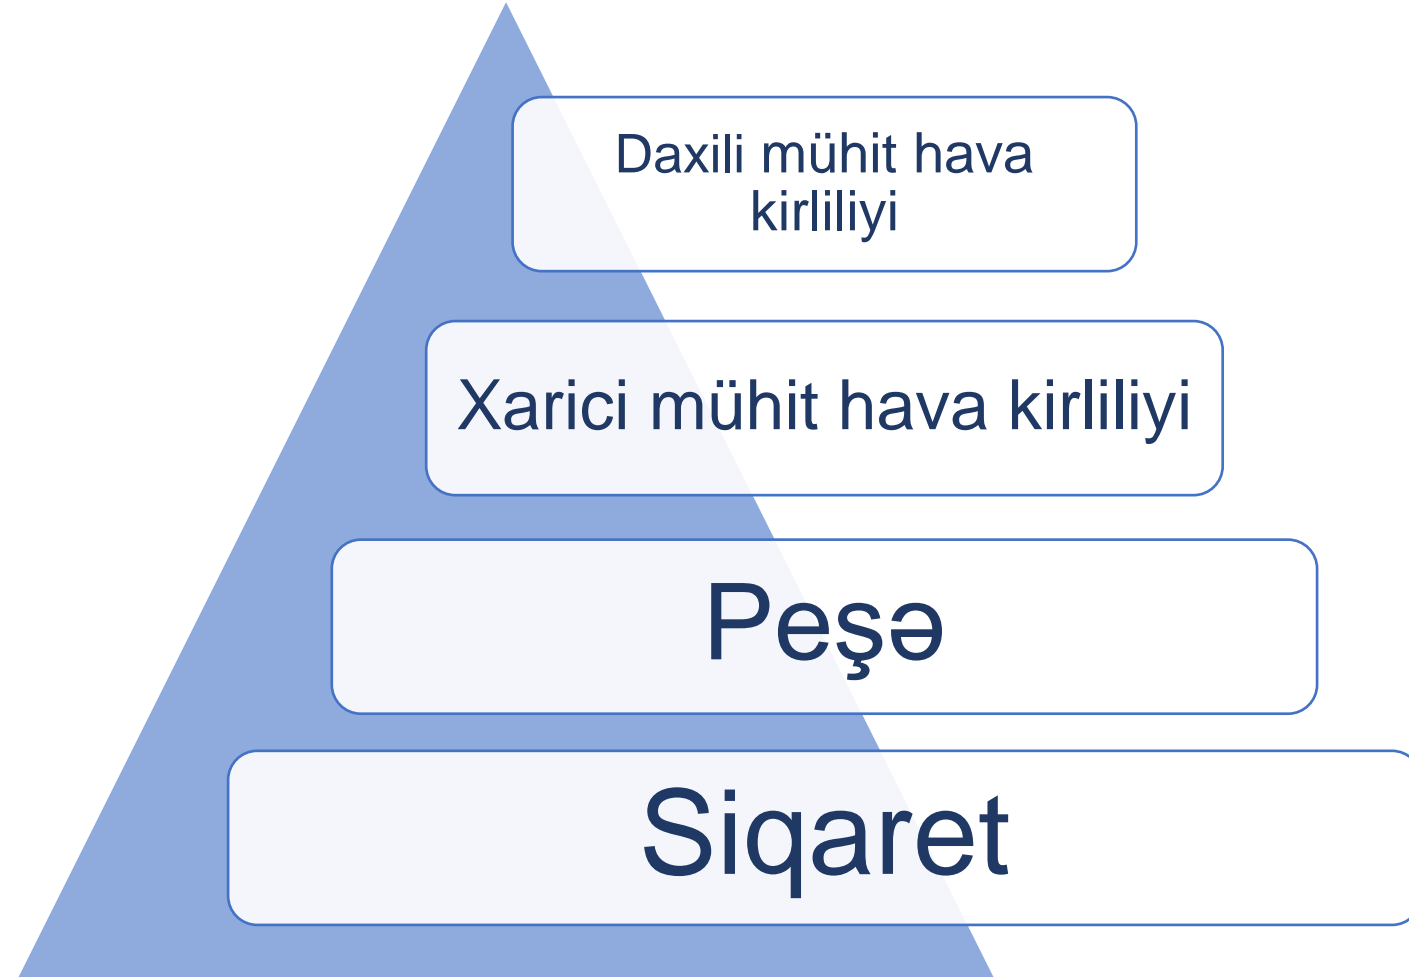 Daxili mühit hava
kirliliyi
Xarici mühit hava kirliliyi
Peşə
Siqaret